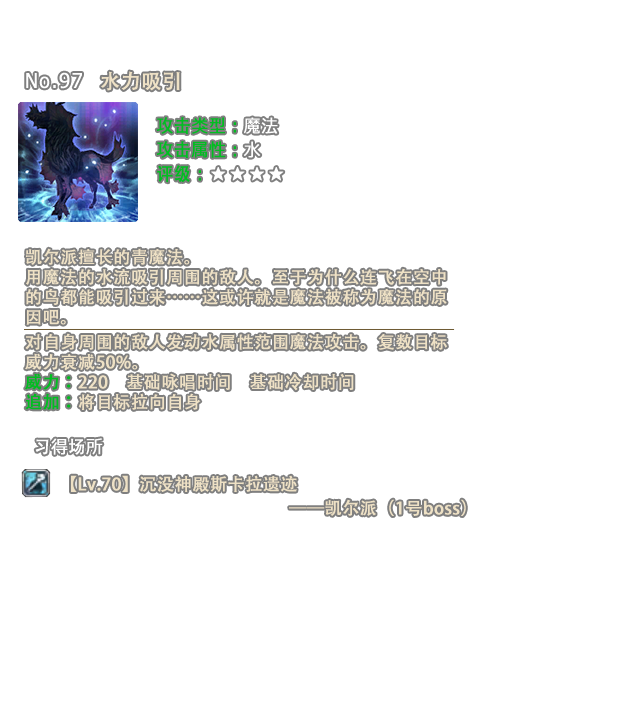 No.97 水力吸引
攻击类型：魔法
攻击属性：水
评级：☆☆☆☆
凯尔派擅长的青魔法。
用魔法的水流吸引周围的敌人。至于为什么连飞在空中
的鸟都能吸引过来……这或许就是魔法被称为魔法的原
因吧。
对自身周围的敌人发动水属性范围魔法攻击。复数目标
威力衰减50%。
威力：220 基础咏唱时间 基础冷却时间
追加：将目标拉向自身
习得场所
【Lv.70】沉没神殿斯卡拉遗迹
——凯尔派（1号boss）